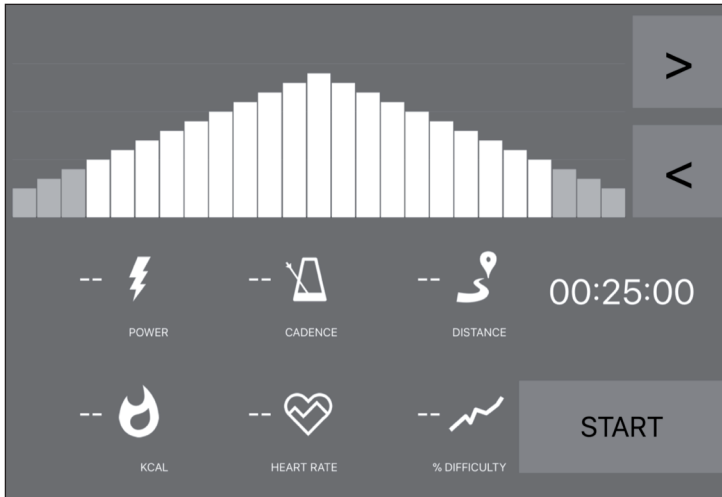 >
<
-- -- -- 00:25:00
POWER CADENCE DISTANCE
-- -- -- START
KCAL HEART RATE % DIFFICULTY